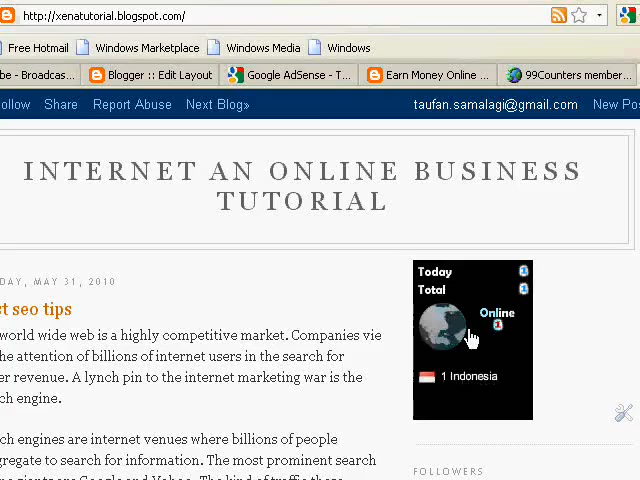 http://xenatutorial.blogspot.com/
Free Hotmail Windows Marketplace Windows Media Windows
be - Broadcas... Blogger :: Edit Layout Google AdSense - T... Earn Money Online ... 99Counters member...
ollow Share Report Abuse Next Blog» taufan.samalagi@gmail.com New Pos
INTERNET AN ONLINE BUSINESS
TUTORIAL
DAY, MAY 31, 2010
st seo tips
world wide web is a highly competitive market. Companies vie
he attention of billions of internet users in the search for
er revenue. A lynch pin to the internet marketing war is the
ch engine.
ch engines are internet venues where billions of people
gregate to search for information. The most prominent search
Today 1
Total 1
Online
1
1 Indonesia
FOLLOWERS